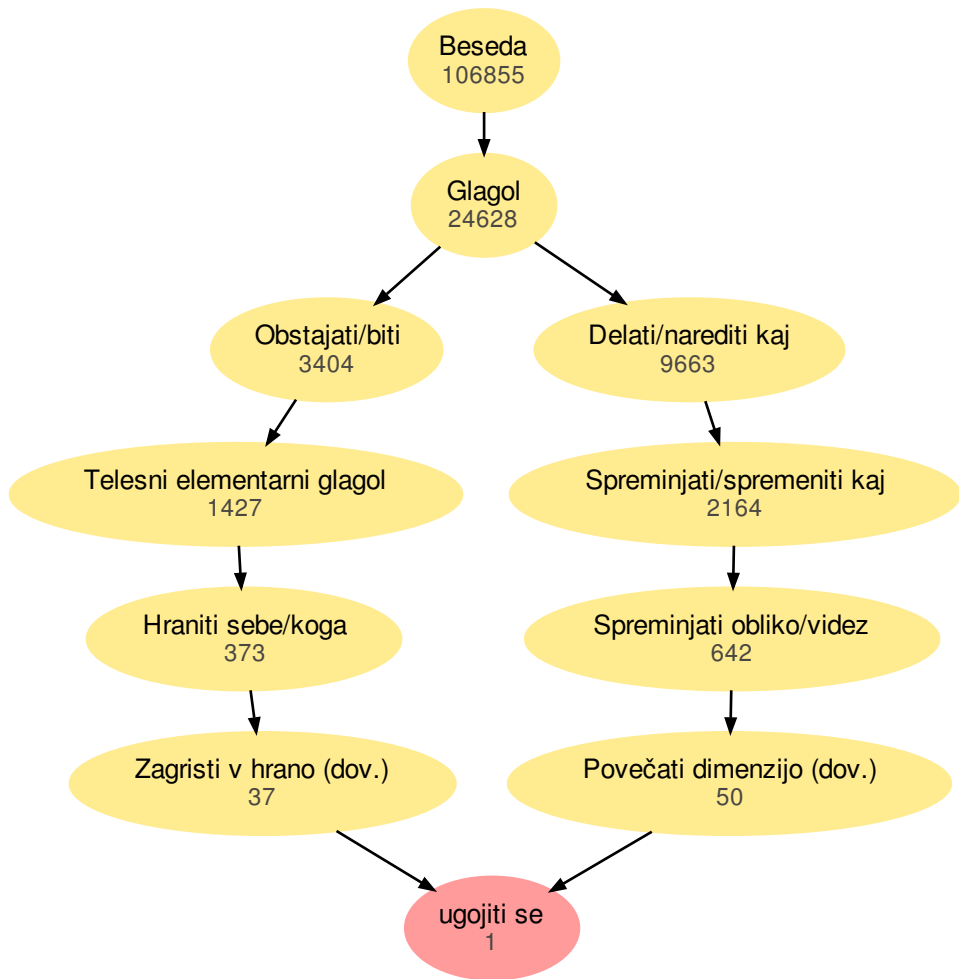 Beseda
106855
Glagol
24628
Obstajati/biti
3404
Delati/narediti kaj
9663
Telesni elementarni glagol
1427
Spreminjati/spremeniti kaj
2164
Hraniti sebe/koga
373
Spreminjati obliko/videz
642
Zagristi v hrano (dov.)
37
Povečati dimenzijo (dov.)
50
ugojiti se
1